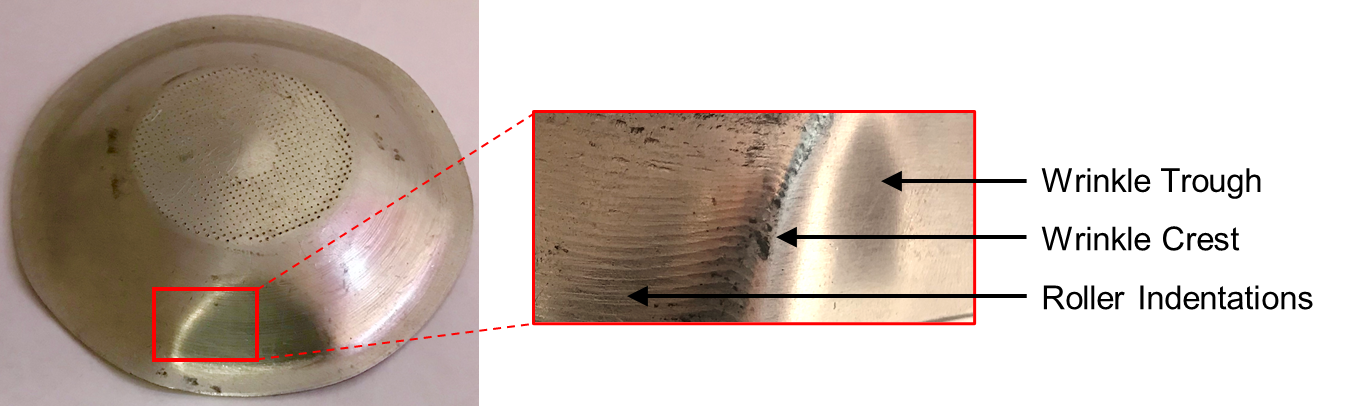 Wrinkle Trough
Wrinkle Crest
Roller Indentations